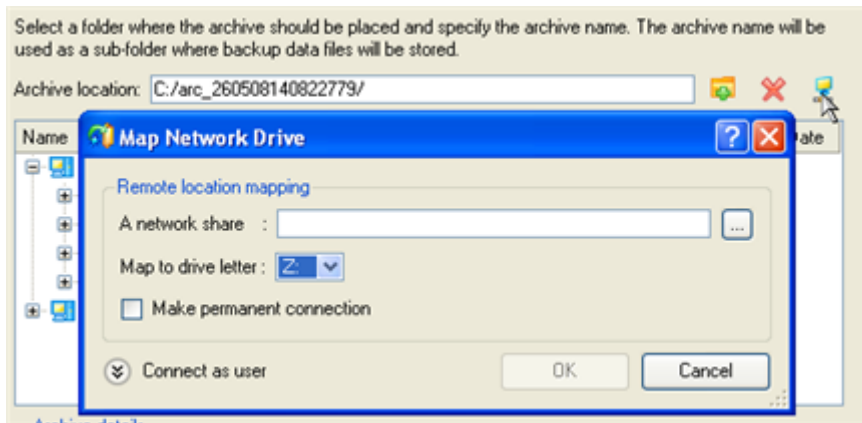 Select a folder where the archive should be placed and specify the archive name. The archive name will be
used as a sub-folder where backup data files will be stored.
Archive location: C:/arc_260508140822779/
Name
Map Network Drive
Remote location mapping
A network share :
...
Map to drive letter : Z:
Make permanent connection
Connect as user
OK
Cancel